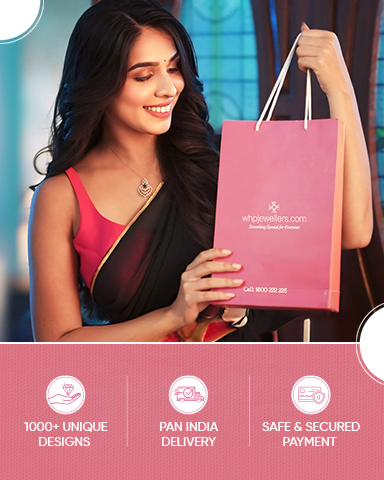 whpjewellers.com
Something Special for Everyone
Call: 1800 222 225
1000+ UNIQUE
DESIGNS
PAN INDIA
DELIVERY
SAFE & SECURED
PAYMENT